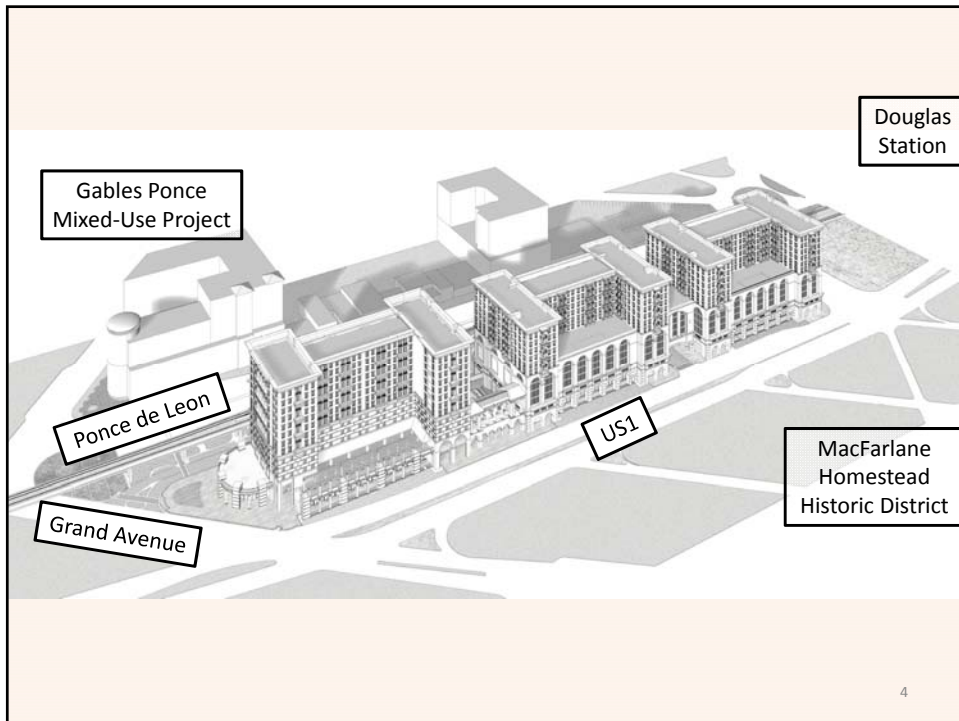 Douglas
Station
Gables Ponce
Mixed-Use Project
Ponce de Leon
US1
MacFarlane
Homestead
Historic District
Grand Avenue
4